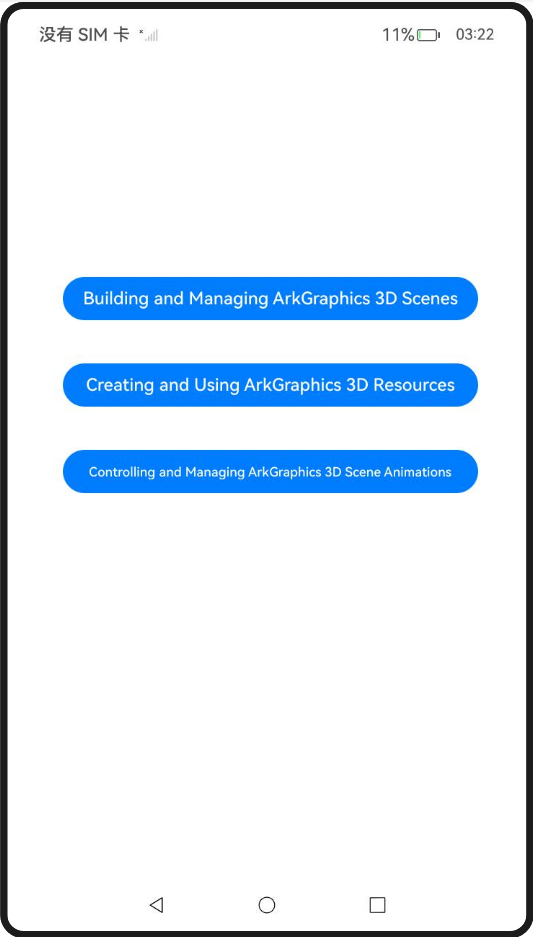 没有 SIM 卡 11% 03:22
Building and Managing ArkGraphics 3D Scenes
Creating and Using ArkGraphics 3D Resources
Controlling and Managing ArkGraphics 3D Scene Animations